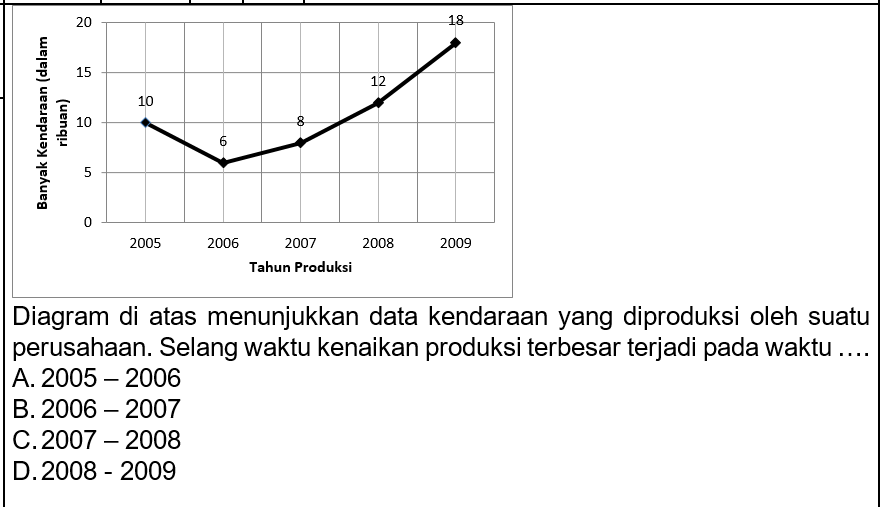 20
15
10
5
0
Banyak Kendaraan (dalam
ribuan)
10
6
8
12
18
2005 2006 2007 2008 2009
Tahun Produksi
Diagram di atas menunjukkan data kendaraan yang diproduksi oleh suatu
perusahaan. Selang waktu kenaikan produksi terbesar terjadi pada waktu ….
A. 2005 – 2006
B. 2006 – 2007
C. 2007 – 2008
D. 2008 - 2009